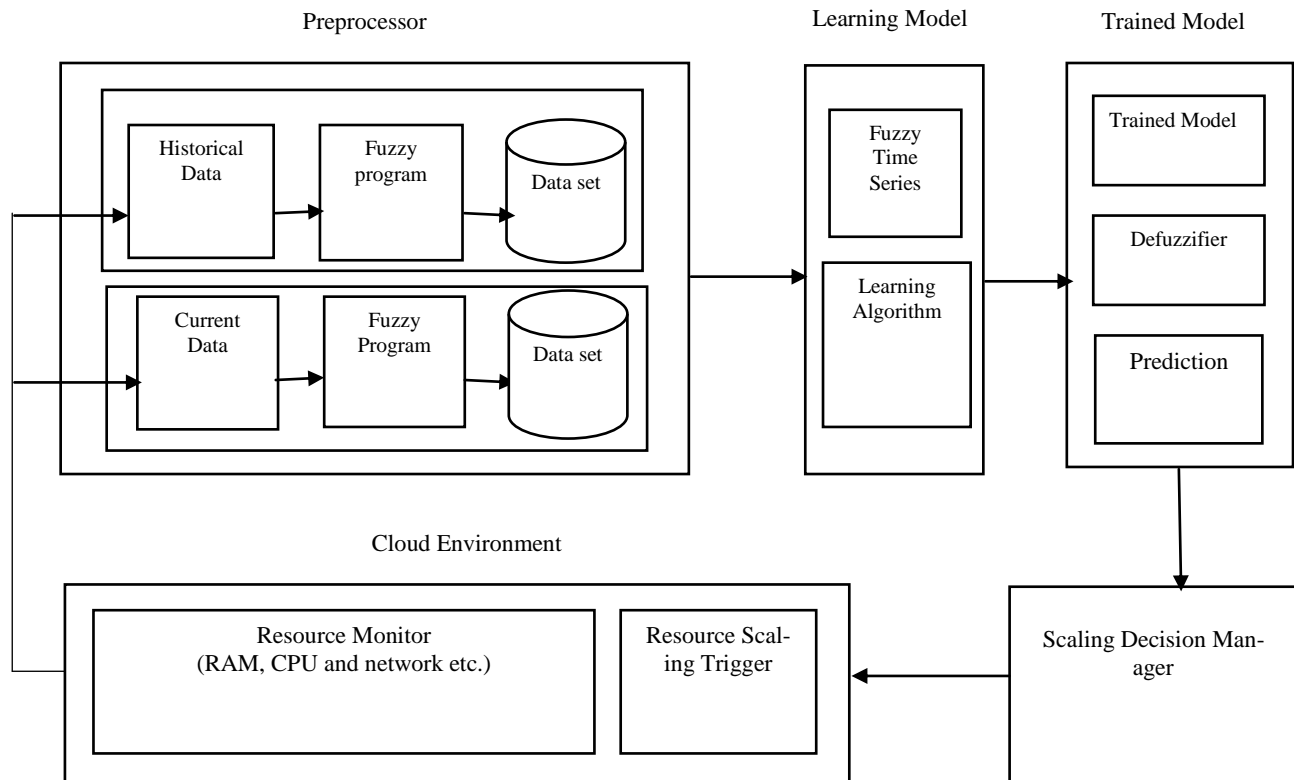 Preprocessor
Learning Model
Trained Model
Historical
Data
Fuzzy
program
Data set
Current
Data
Fuzzy
Program
Data set
Fuzzy
Time
Series
Learning
Algorithm
Trained Model
Defuzzifier
Prediction
Cloud Environment
Resource Monitor
(RAM, CPU and network etc.)
Resource Scal-
ing Trigger
Scaling Decision Man-
ager